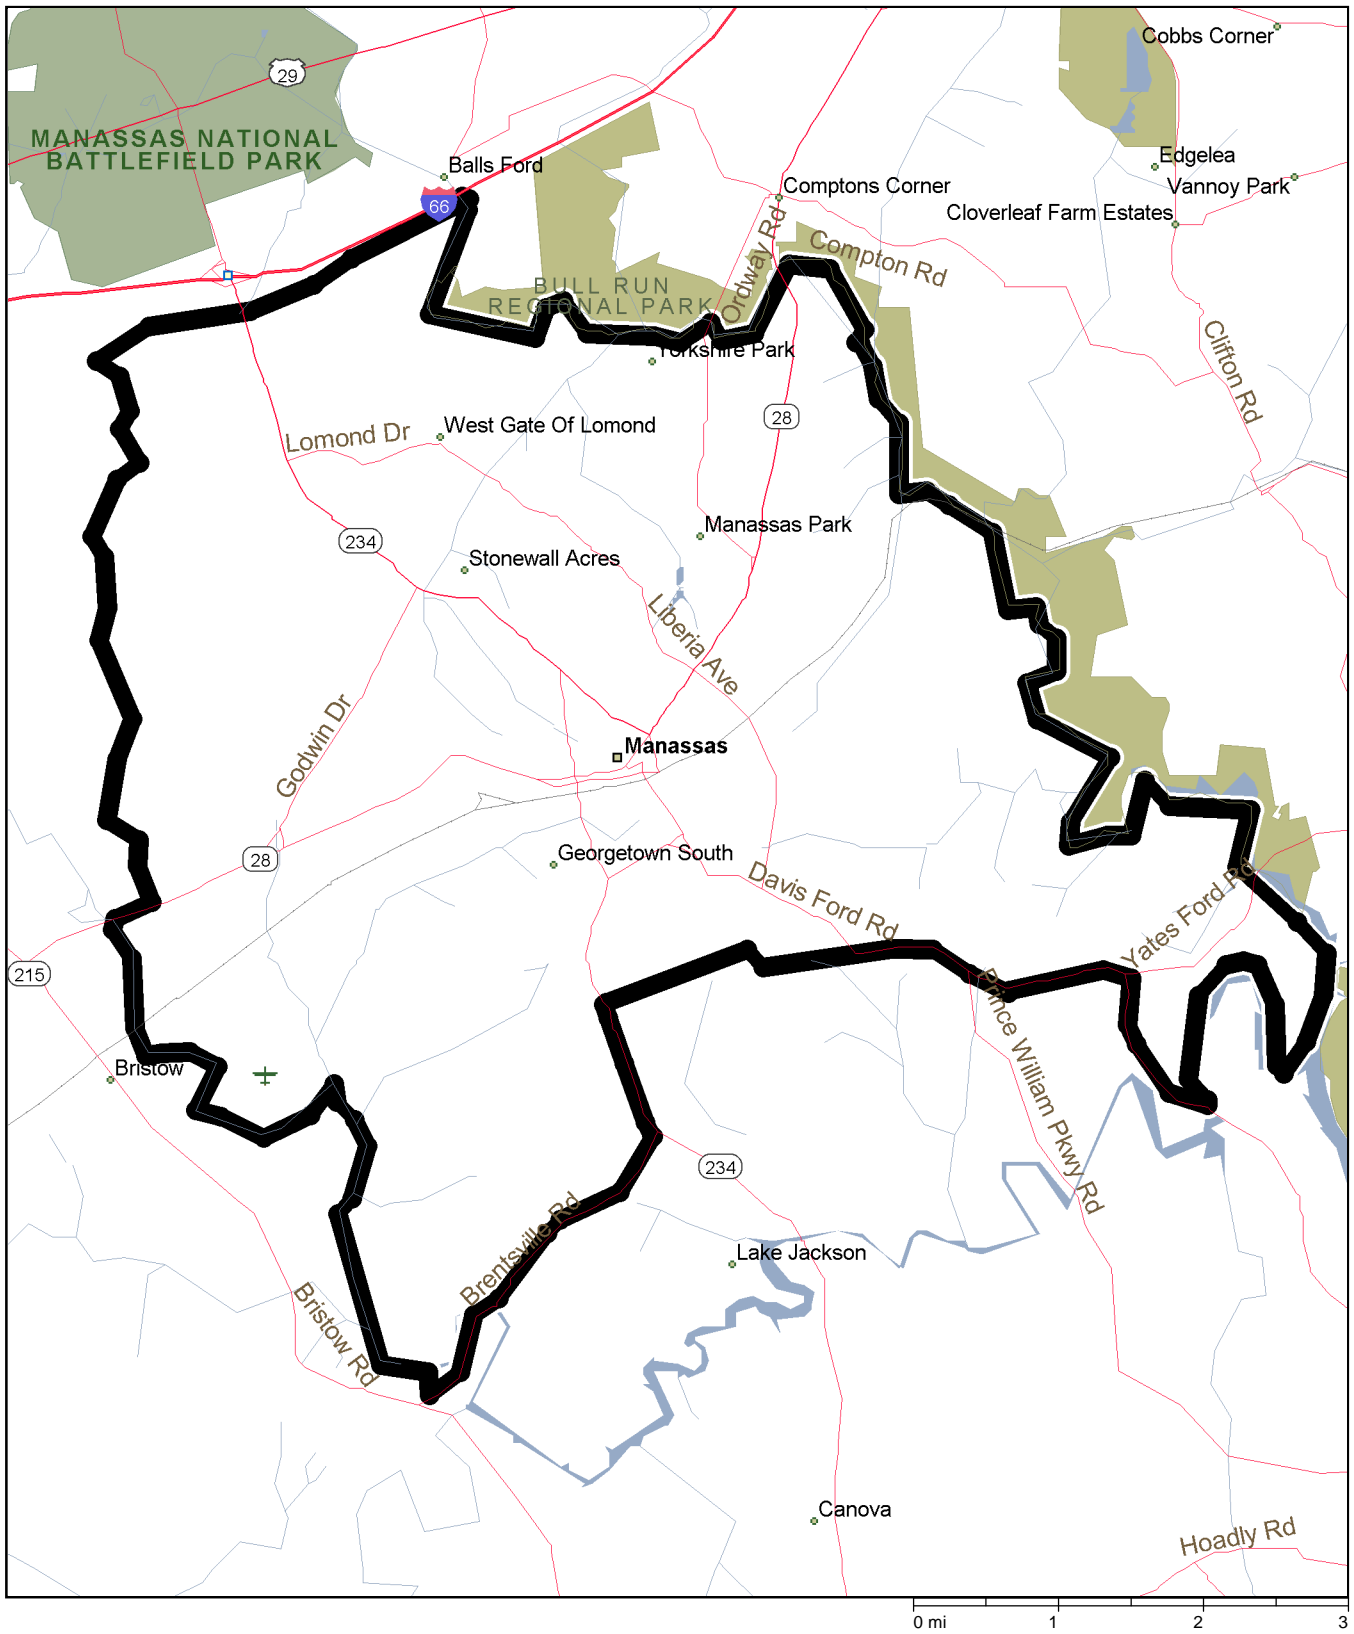 Cobbs Corner
29
MANASSAS NATIONAL
BATTLEFIELD PARK
Balls Ford
Edgelea
Vannoy Park
Comptons Corner
66
Cloverleaf Farm Estates
Ordway Rd
Compton Rd
BULL RUN
REGIONAL PARK
Yorkshire Park
Clifton Rd
28
West Gate Of Lomond
Lomond Dr
Manassas Park
234
Stonewall Acres
Liberia Ave
Godwin Dr
Manassas
28
Georgetown South
Davis Ford Rd
Yates Ford Rd
215
Prince William Pkwy Rd
Bristow
234
Brentsville Rd
Lake Jackson
Bristow Rd
Canova
Hoadly Rd
0 mi 1 2 3